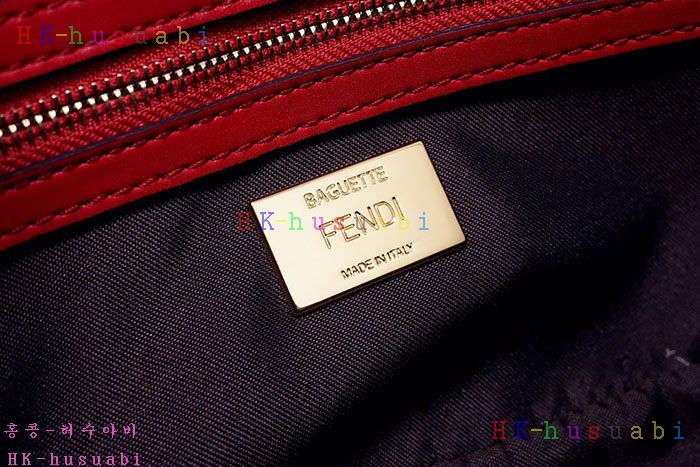 HK-husuabi
BAGUETTE
FENDI
HK-husuabi
MADE IN ITALY
홍콩-허수아비
HK-husuabi
HK-husuabi